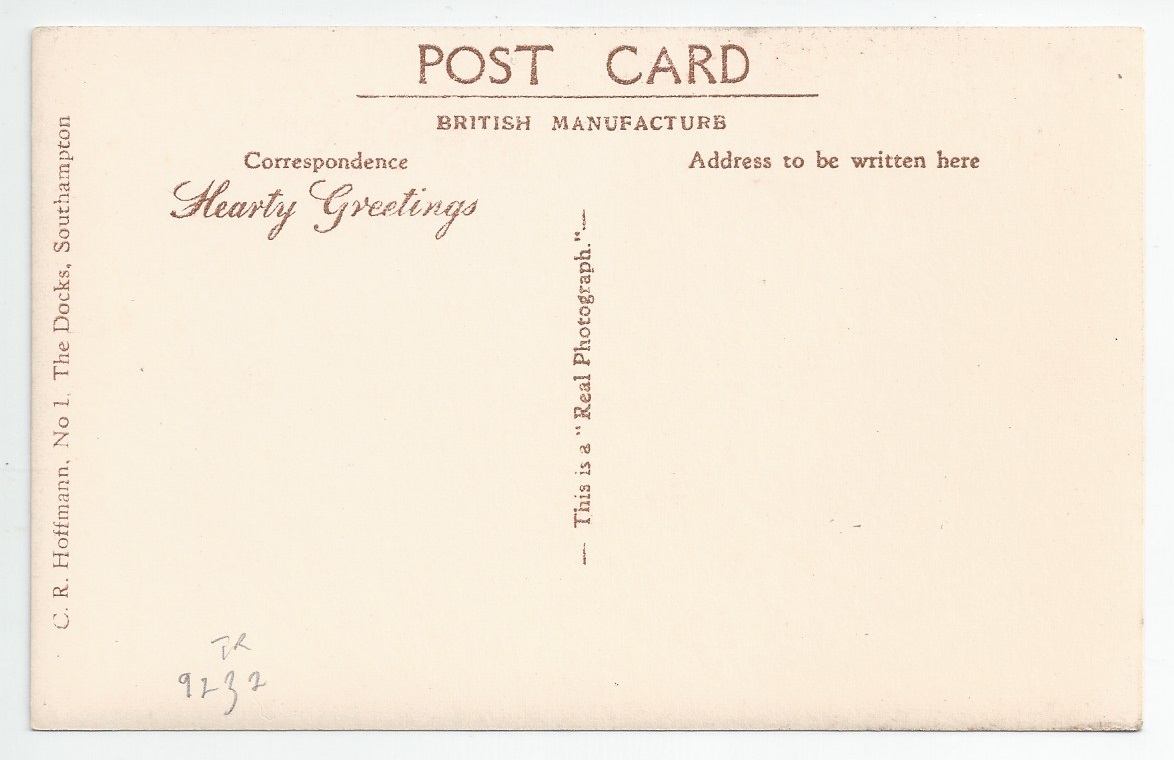 POST CARD
BRITISH MANUFACTURE
Correspondence
Address to be written here
Hearty Greetings
— This is a "Real Photograph."—
C. R. Hoffmann, No 1. The Docks, Southampton
TR
9232